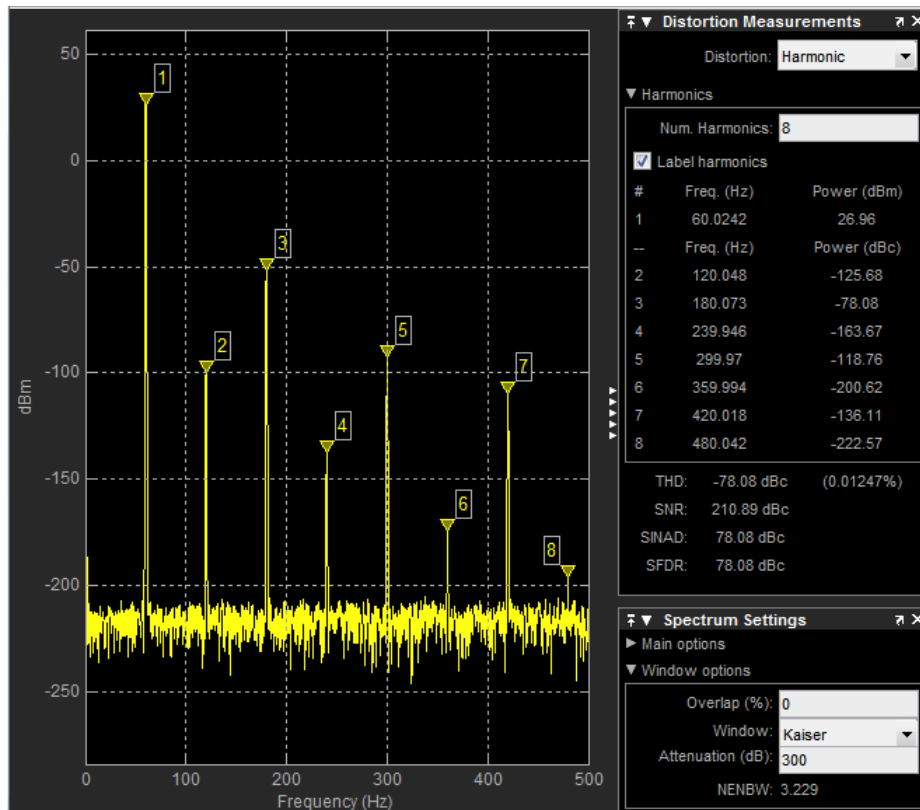 50
0
-50
-100
-150
-200
-250
dBm
0
100
200
300
400
500
Frequency (Hz)
1
2
3
4
5
6
7
8
Distortion Measurements
Distortion: Harmonic
Harmonics
Num. Harmonics: 8
Label harmonics
# Freq. (Hz) Power (dBm)
1 60.0242 26.96
-- Freq. (Hz) Power (dBc)
2 120.048 -125.68
3 180.073 -78.08
4 239.946 -163.67
5 299.97 -118.76
6 359.994 -200.62
7 420.018 -136.11
8 480.042 -222.57
THD: -78.08 dBc (0.01247%)
SNR: 210.89 dBc
SINAD: 78.08 dBc
SFDR: 78.08 dBc
Spectrum Settings
Main options
Window options
Overlap (%): 0
Window: Kaiser
Attenuation (dB): 300
NENBW: 3.229